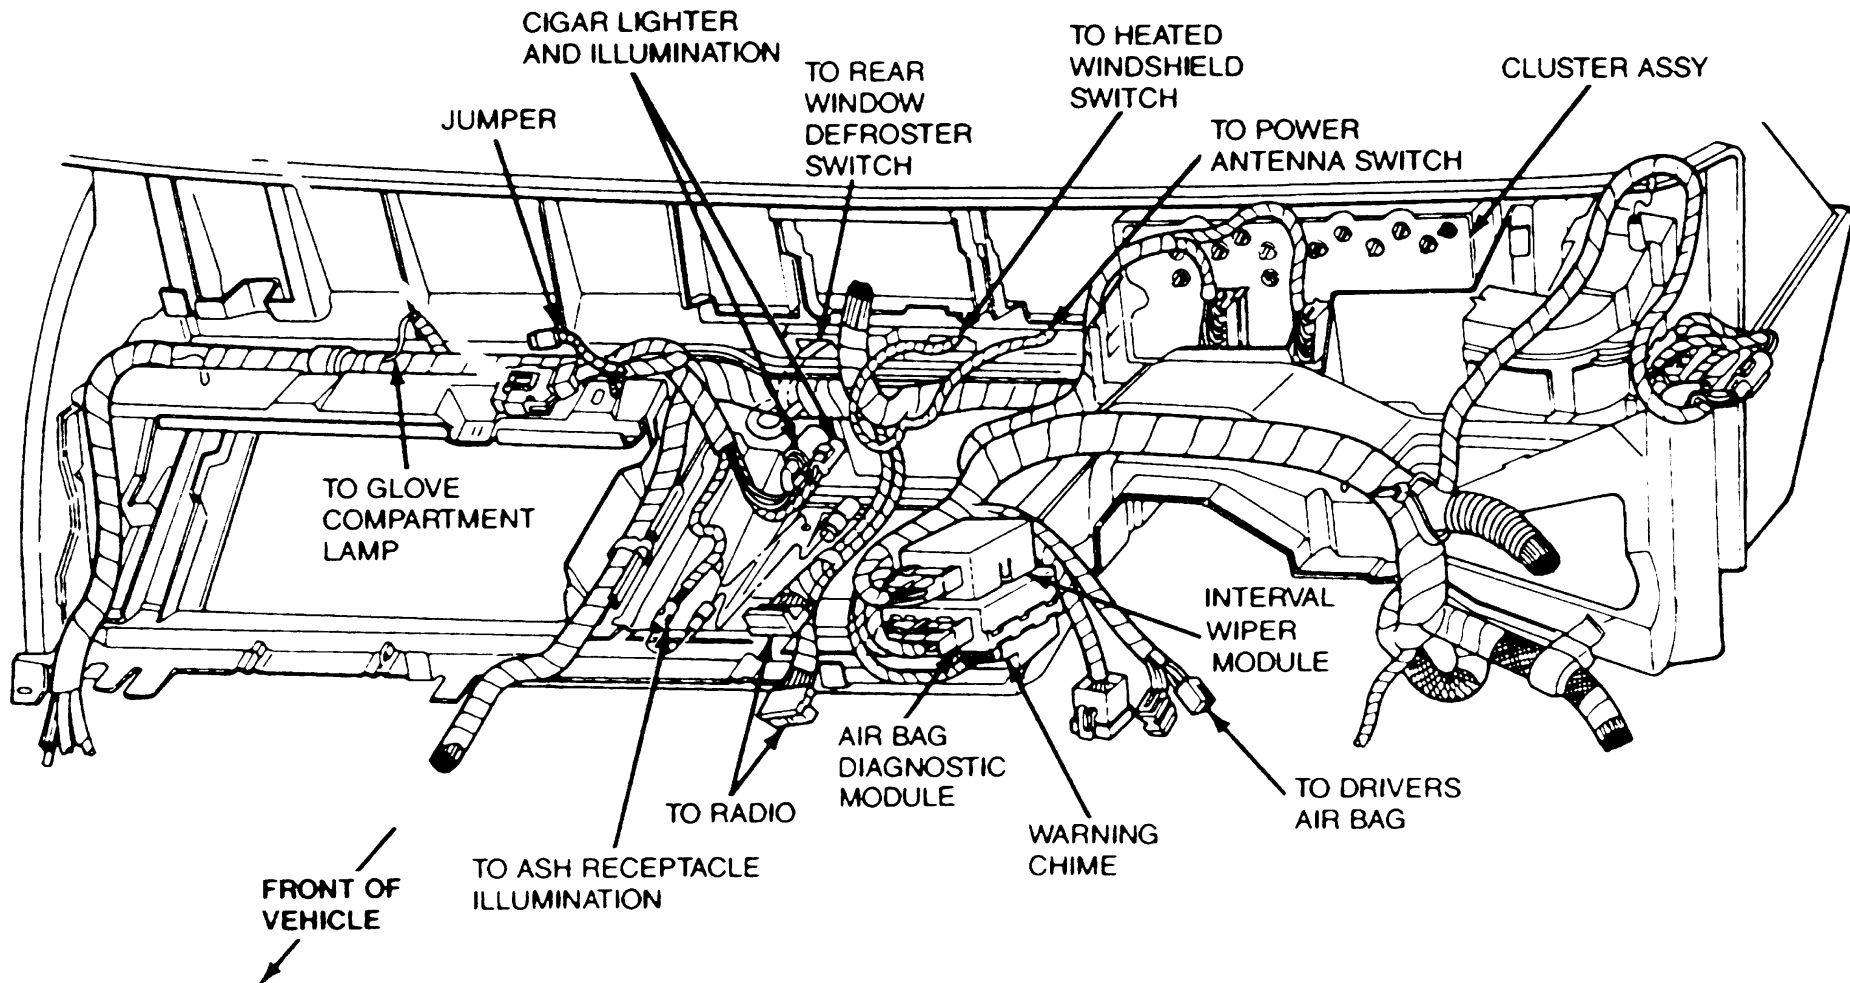 CIGAR LIGHTER
AND ILLUMINATION
JUMPER
TO REAR
WINDOW
DEFROSTER
SWITCH
TO HEATED
WINDSHIELD
SWITCH
TO POWER
ANTENNA SWITCH
CLUSTER ASSY
TO GLOVE
COMPARTMENT
LAMP
INTERVAL
WIPER
MODULE
AIR BAG
DIAGNOSTIC
MODULE
TO RADIO
TO DRIVERS
AIR BAG
WARNING
CHIME
TO ASH RECEPTACLE
ILLUMINATION
FRONT OF
VEHICLE